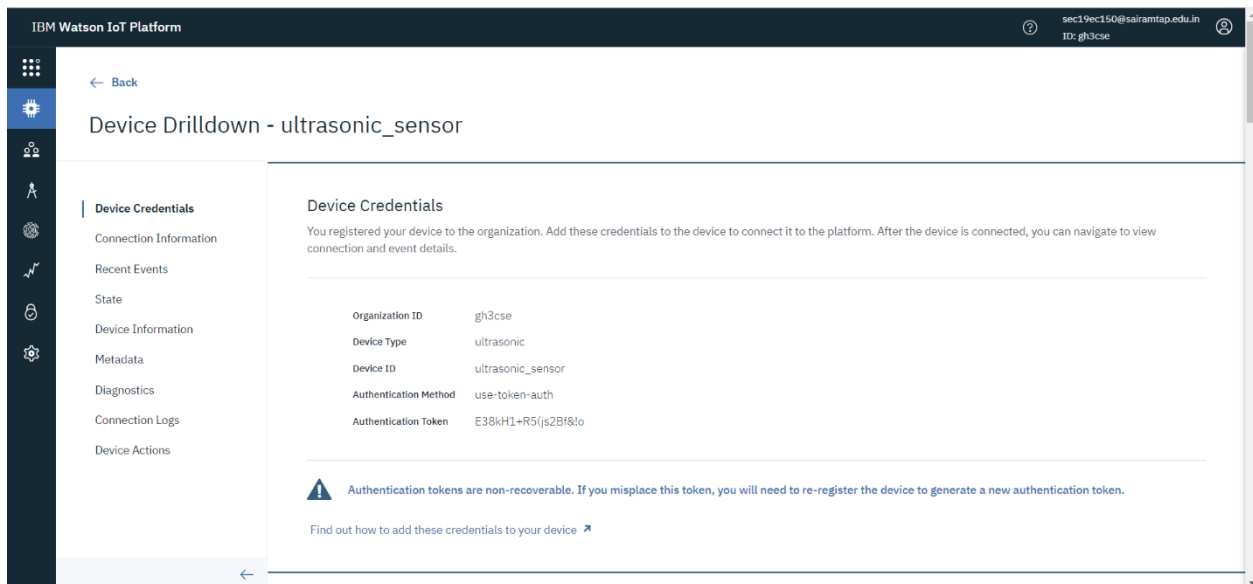 IBM Watson IoT Platform
sec19ec150@sairamtap.edu.in
ID: gh3cse
Back
Device Drilldown - ultrasonic_sensor
Device Credentials
Connection Information
Recent Events
State
Device Information
Metadata
Diagnostics
Connection Logs
Device Actions
Device Credentials
You registered your device to the organization. Add these credentials to the device to connect it to the platform. After the device is connected, you can navigate to view
connection and event details.
Organization ID gh3cse
Device Type ultrasonic
Device ID ultrasonic_sensor
Authentication Method use-token-auth
Authentication Token E38kH1+R5(js2Bf&!o
Authentication tokens are non-recoverable. If you misplace this token, you will need to re-register the device to generate a new authentication token.
Find out how to add these credentials to your device